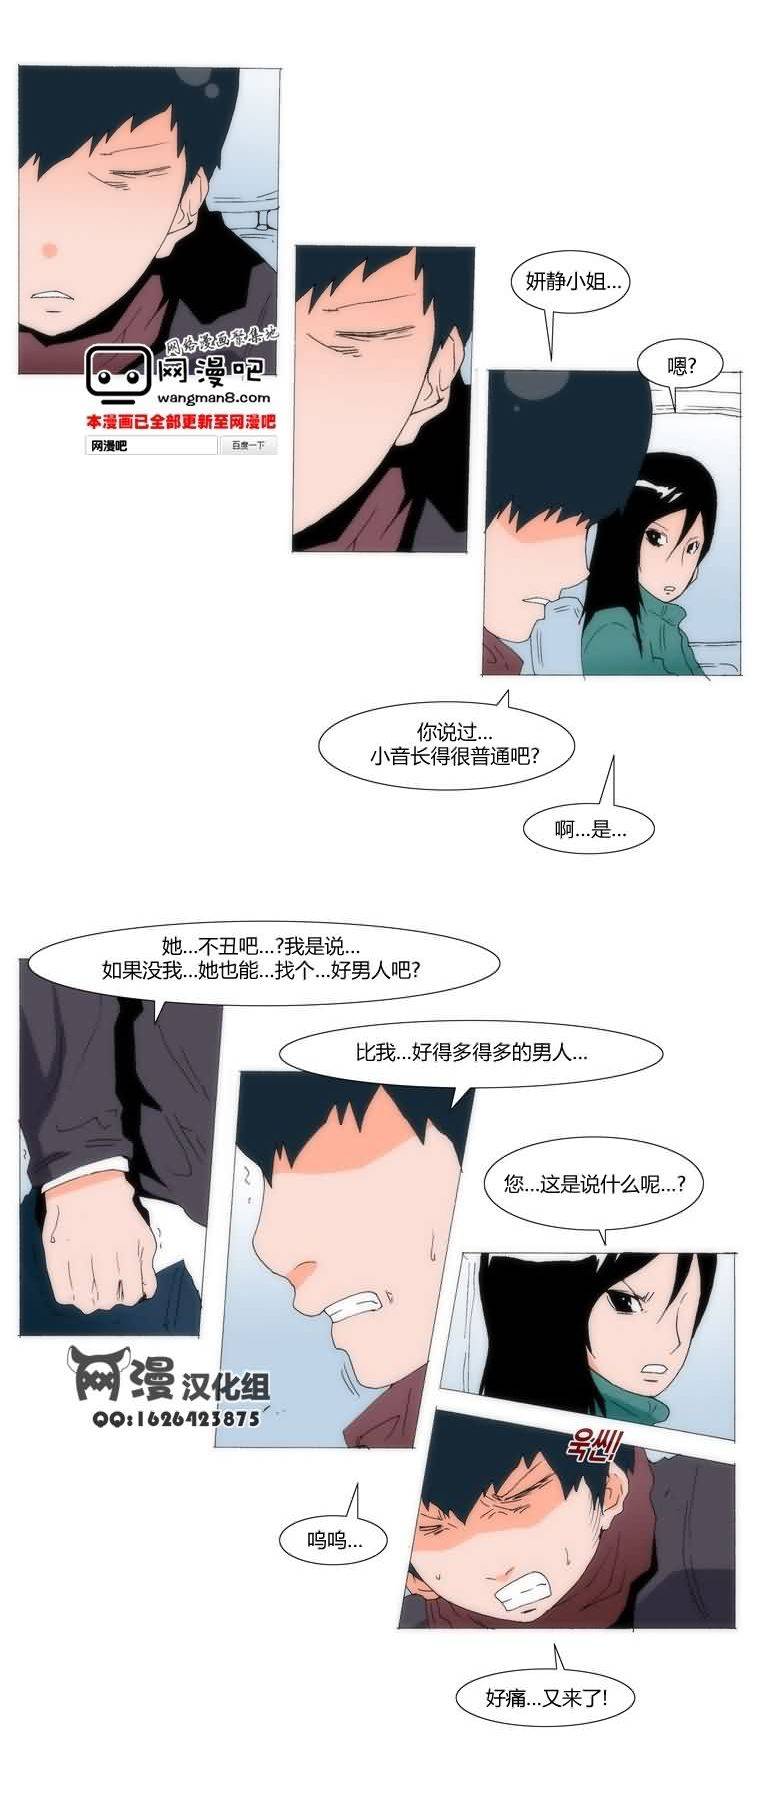 网络漫画聚集地
网漫吧
wangman8.com
本漫画已全部更新至网漫吧
网漫吧
百度一下
妍静小姐...
嗯?
你说过...
小音长得很普通吧?
啊...是...
她...不丑吧...?我是说...
如果没我...她也能...找个...好男人吧?
比我...好得多得多的男人...
您...这是说什么呢...?
网漫汉化组
QQ:1626423875
욱씬!
呜呜...
好痛...又来了!